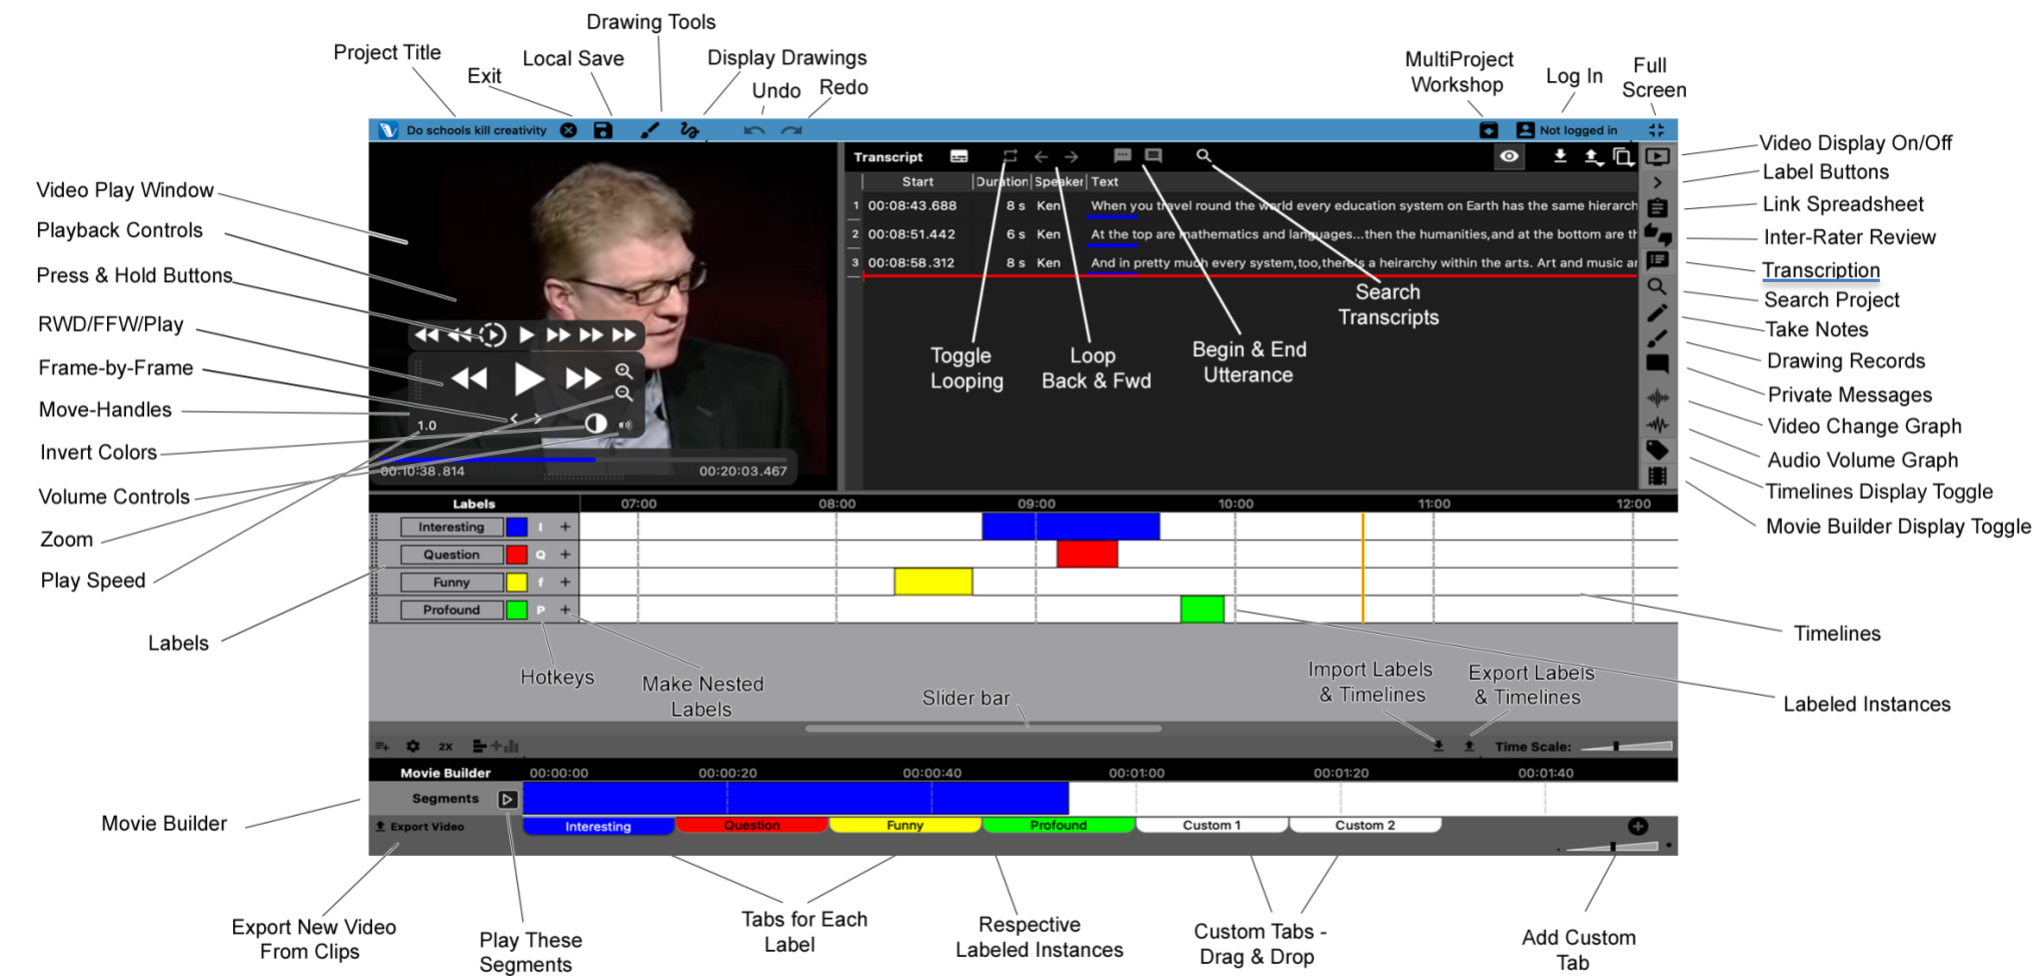 Drawing Tools
Project Title
Exit
Local Save
Display Drawings
Undo
Redo
MultiProject
Workshop
Log In
Full
Screen
Do schools kill creativity
Not logged in
Video Play Window
Playback Controls
Press & Hold Buttons
RWD/FFW/Play
Frame-by-Frame
Move-Handles
Invert Colors
Volume Controls
Zoom
Play Speed
Labels
1.0
00:10:38.814
00:20:03.467
Transcript
Start Duration Speaker Text
1 00:08:43.688 8 s Ken When you travel round the world every education system on Earth has the same hierarch
2 00:08:51.442 6 s Ken At the top are mathematics and languages...then the humanities,and at the bottom are th
3 00:08:58.312 8 s Ken And in pretty much every system,too,there's a heirarchy within the arts. Art and music ar
Toggle
Looping
Loop
Back & Fwd
Begin & End
Utterance
Search
Transcripts
Video Display On/Off
Label Buttons
Link Spreadsheet
Inter-Rater Review
Transcription
Search Project
Take Notes
Drawing Records
Private Messages
Video Change Graph
Audio Volume Graph
Timelines Display Toggle
Movie Builder Display Toggle
Labels 07:00 08:00 09:00 10:00 11:00 12:00
Interesting I +
Question Q +
Funny f +
Profound P +
Hotkeys
Make Nested
Labels
Slider bar
Import Labels
& Timelines
Export Labels
& Timelines
Timelines
Labeled Instances
2X
Time Scale:
Movie Builder 00:00:00 00:00:20 00:00:40 00:01:00 00:01:20 00:01:40
Segments
Export Video Interesting Question Funny Profound Custom 1 Custom 2
Movie Builder
Export New Video
From Clips
Play These
Segments
Tabs for Each
Label
Respective
Labeled Instances
Custom Tabs -
Drag & Drop
Add Custom
Tab